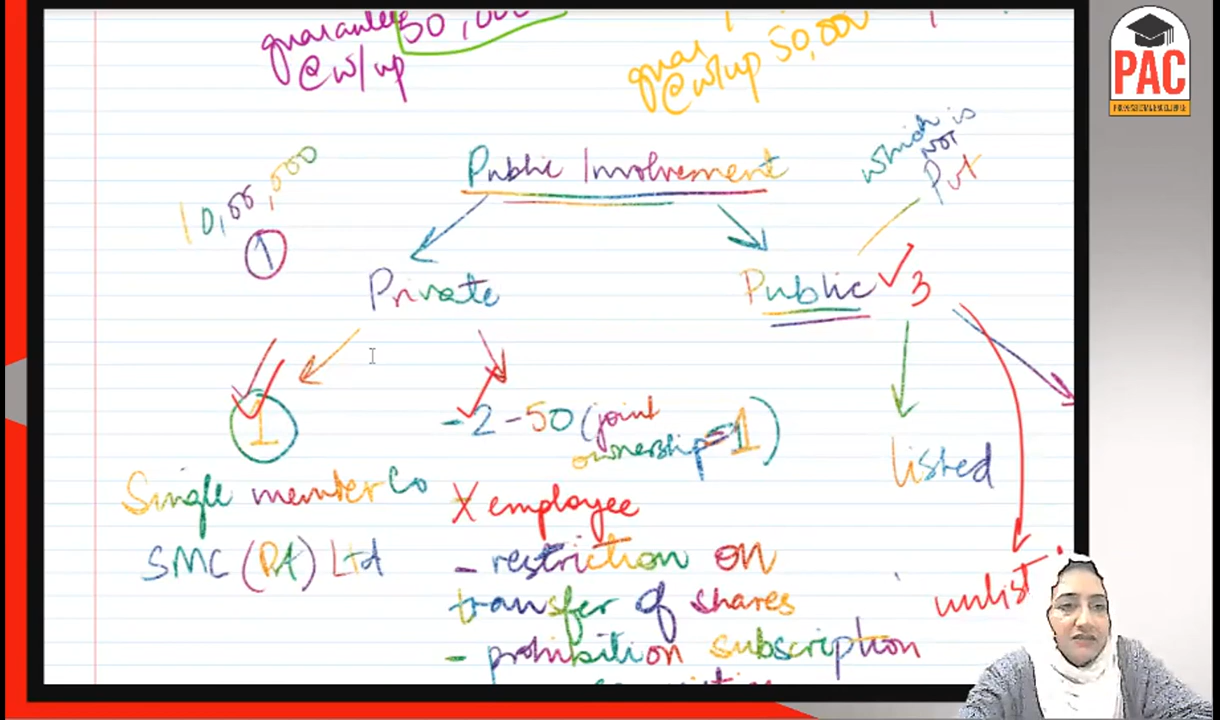 guarantee 50,000
@ w/up
guar
@ w/up 50,000
PAC
which is
not
Pvt
Public Involvement
10,00,000
1
Private
Public ✓ 3
1
-2-50 (joint
ownership=1)
listed
Single member Co
X employee
SMC (Pvt) Ltd
- restriction on
transfer of shares
unlist
- prohibition subscription